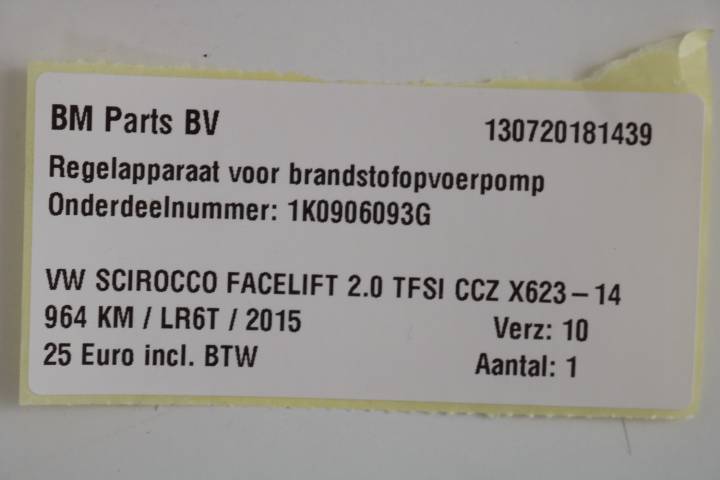 BM Parts BV 130720181439
Regelapparaat voor brandstofopvoerpomp
Onderdeelnummer: 1K0906093G
VW SCIROCCO FACELIFT 2.0 TFSI CCZ X623-14
964 KM / LR6T / 2015 Verz: 10
25 Euro incl. BTW Aantal: 1